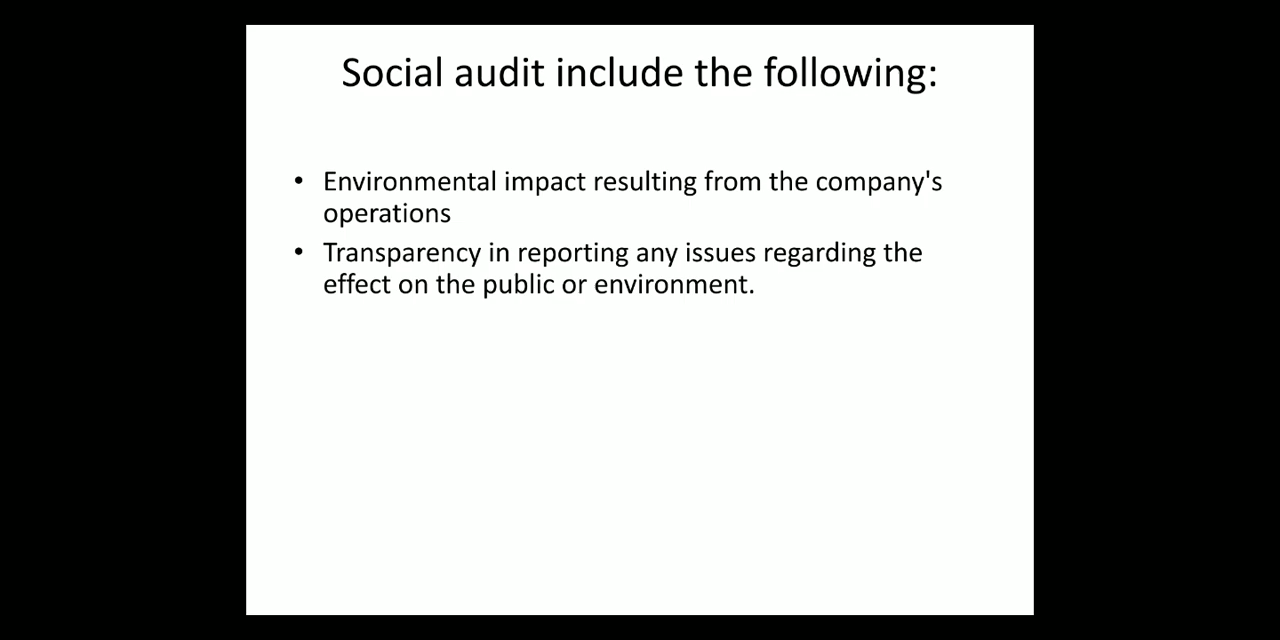 Social audit include the following:
• Environmental impact resulting from the company's
operations
• Transparency in reporting any issues regarding the
effect on the public or environment.